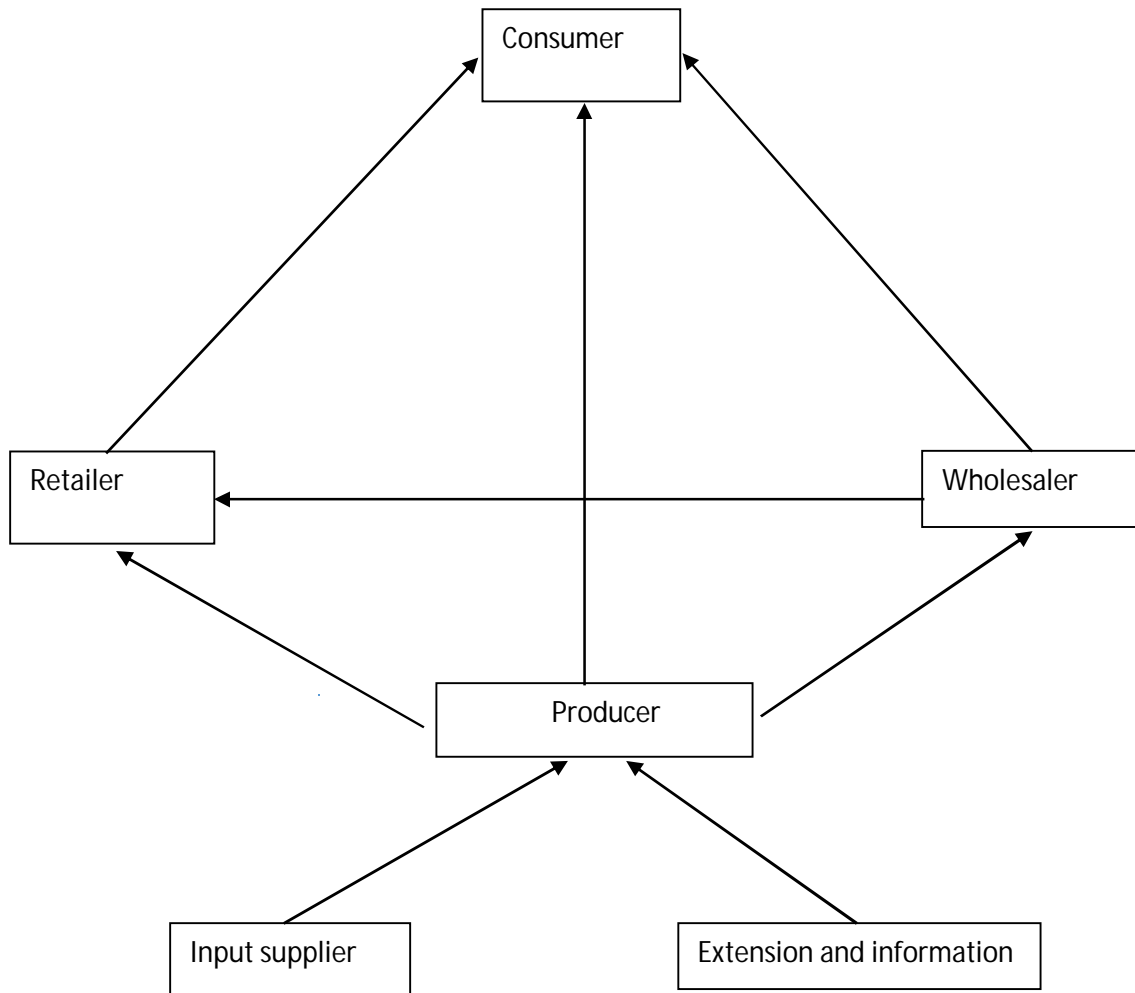 Consumer
Retailer
Wholesaler
Producer
Input supplier
Extension and information